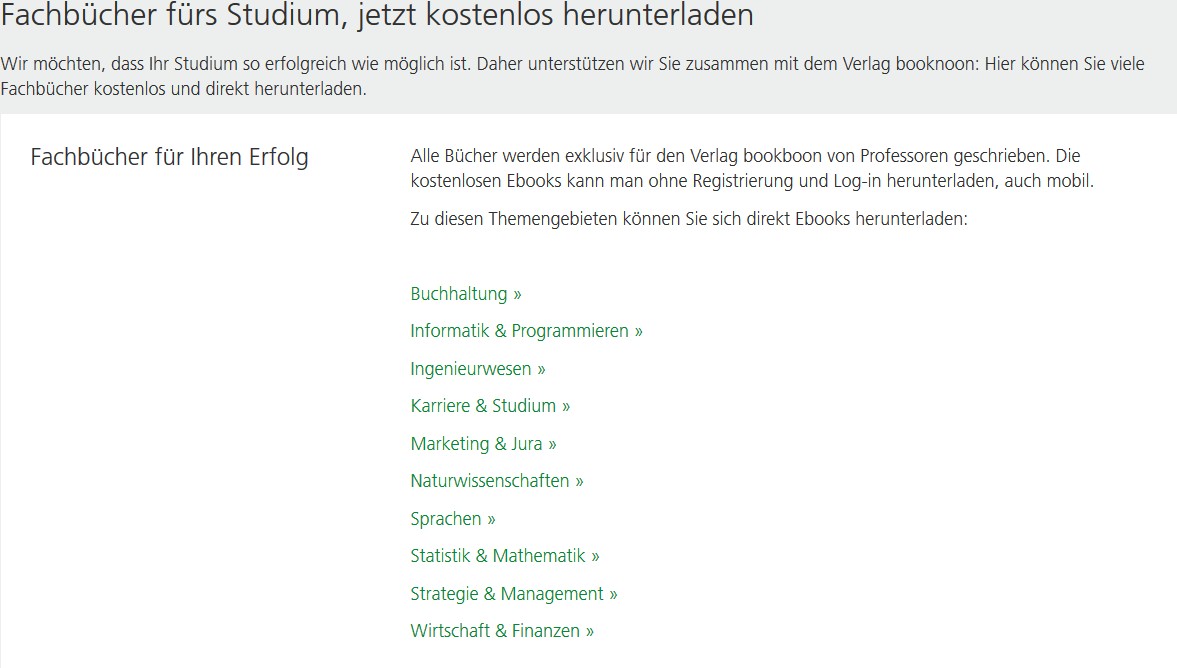 Fachbücher fürs Studium, jetzt kostenlos herunterladen
Wir möchten, dass Ihr Studium so erfolgreich wie möglich ist. Daher unterstützen wir Sie zusammen mit dem Verlag booknoon: Hier können Sie viele
Fachbücher kostenlos und direkt herunterladen.
Fachbücher für Ihren Erfolg
Alle Bücher werden exklusiv für den Verlag bookboon von Professoren geschrieben. Die
kostenlosen Ebooks kann man ohne Registrierung und Log-in herunterladen, auch mobil.
Zu diesen Themengebieten können Sie sich direkt Ebooks herunterladen:
Buchhaltung »
Informatik & Programmieren »
Ingenieurwesen »
Karriere & Studium »
Marketing & Jura »
Naturwissenschaften »
Sprachen »
Statistik & Mathematik »
Strategie & Management »
Wirtschaft & Finanzen »